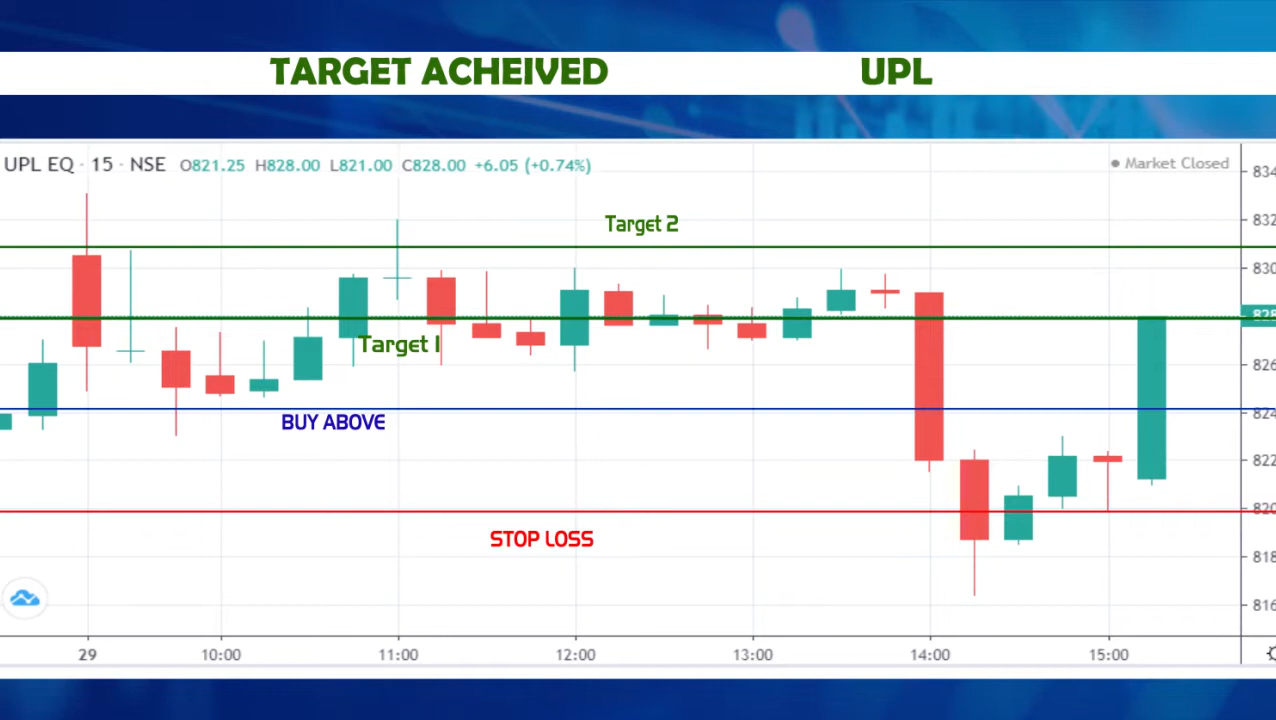 TARGET ACHEIVED UPL
UPL EQ · 15 · NSE O821.25 H828.00 L821.00 C828.00 +6.05 (+0.74%)
Market Closed
834
Target 2
832
830
828
Target 1
826
BUY ABOVE
824
822
820
STOP LOSS
818
816
29 10:00 11:00 12:00 13:00 14:00 15:00